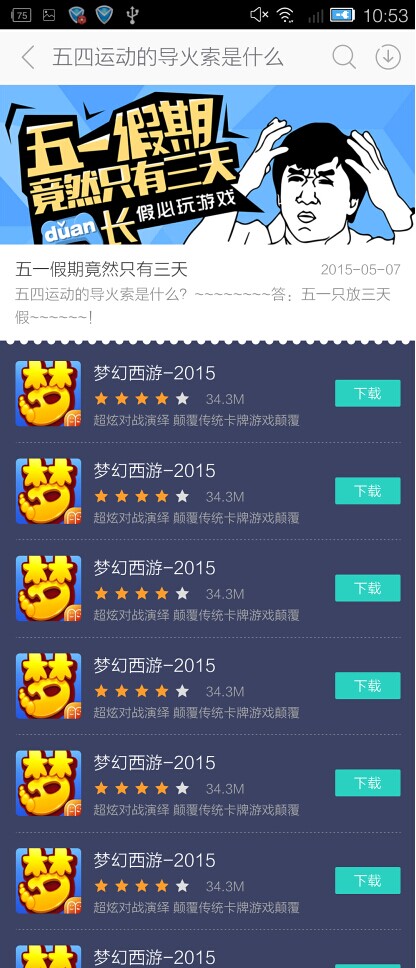 75
10:53
五四运动的导火索是什么
五一假期
竟然只有三天
duǎn
长
假必玩游戏
五一假期竟然只有三天
2015-05-07
五四运动的导火索是什么？~~~~~~~~答：五一只放三天
假~~~~~~！
梦幻西游-2015
34.3M
下载
超炫对战演绎 颠覆传统卡牌游戏颠覆
梦幻西游-2015
34.3M
下载
超炫对战演绎 颠覆传统卡牌游戏颠覆
梦幻西游-2015
34.3M
下载
超炫对战演绎 颠覆传统卡牌游戏颠覆
梦幻西游-2015
34.3M
下载
超炫对战演绎 颠覆传统卡牌游戏颠覆
梦幻西游-2015
34.3M
下载
超炫对战演绎 颠覆传统卡牌游戏颠覆
梦幻西游-2015
34.3M
下载
超炫对战演绎 颠覆传统卡牌游戏颠覆
梦幻西游-2015